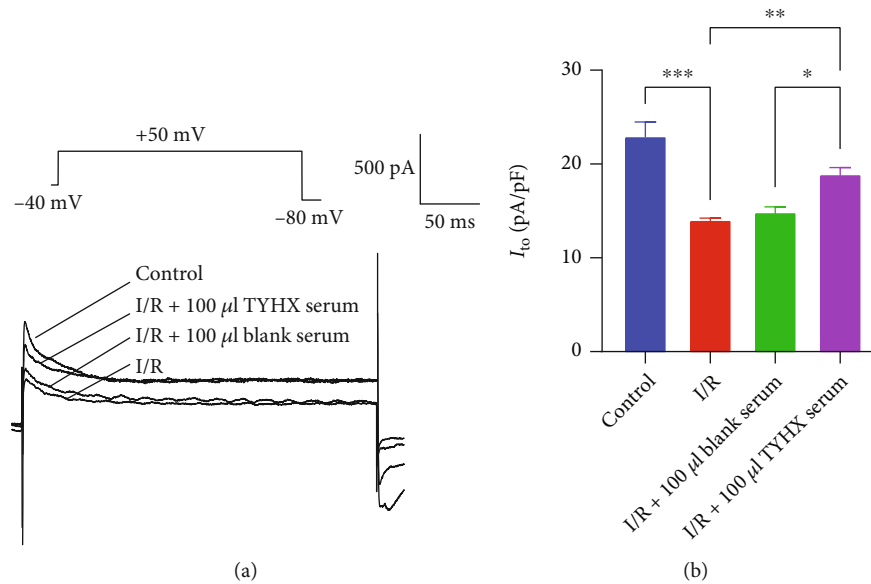 +50 mV
−40 mV
−80 mV
500 pA
50 ms
Control
I/R + 100 μl TYHX serum
I/R + 100 μl blank serum
I/R
(a)
**
***
*
30
20
10
0
I_to (pA/pF)
Control
I/R
I/R + 100 μl blank serum
I/R + 100 μl TYHX serum
(b)